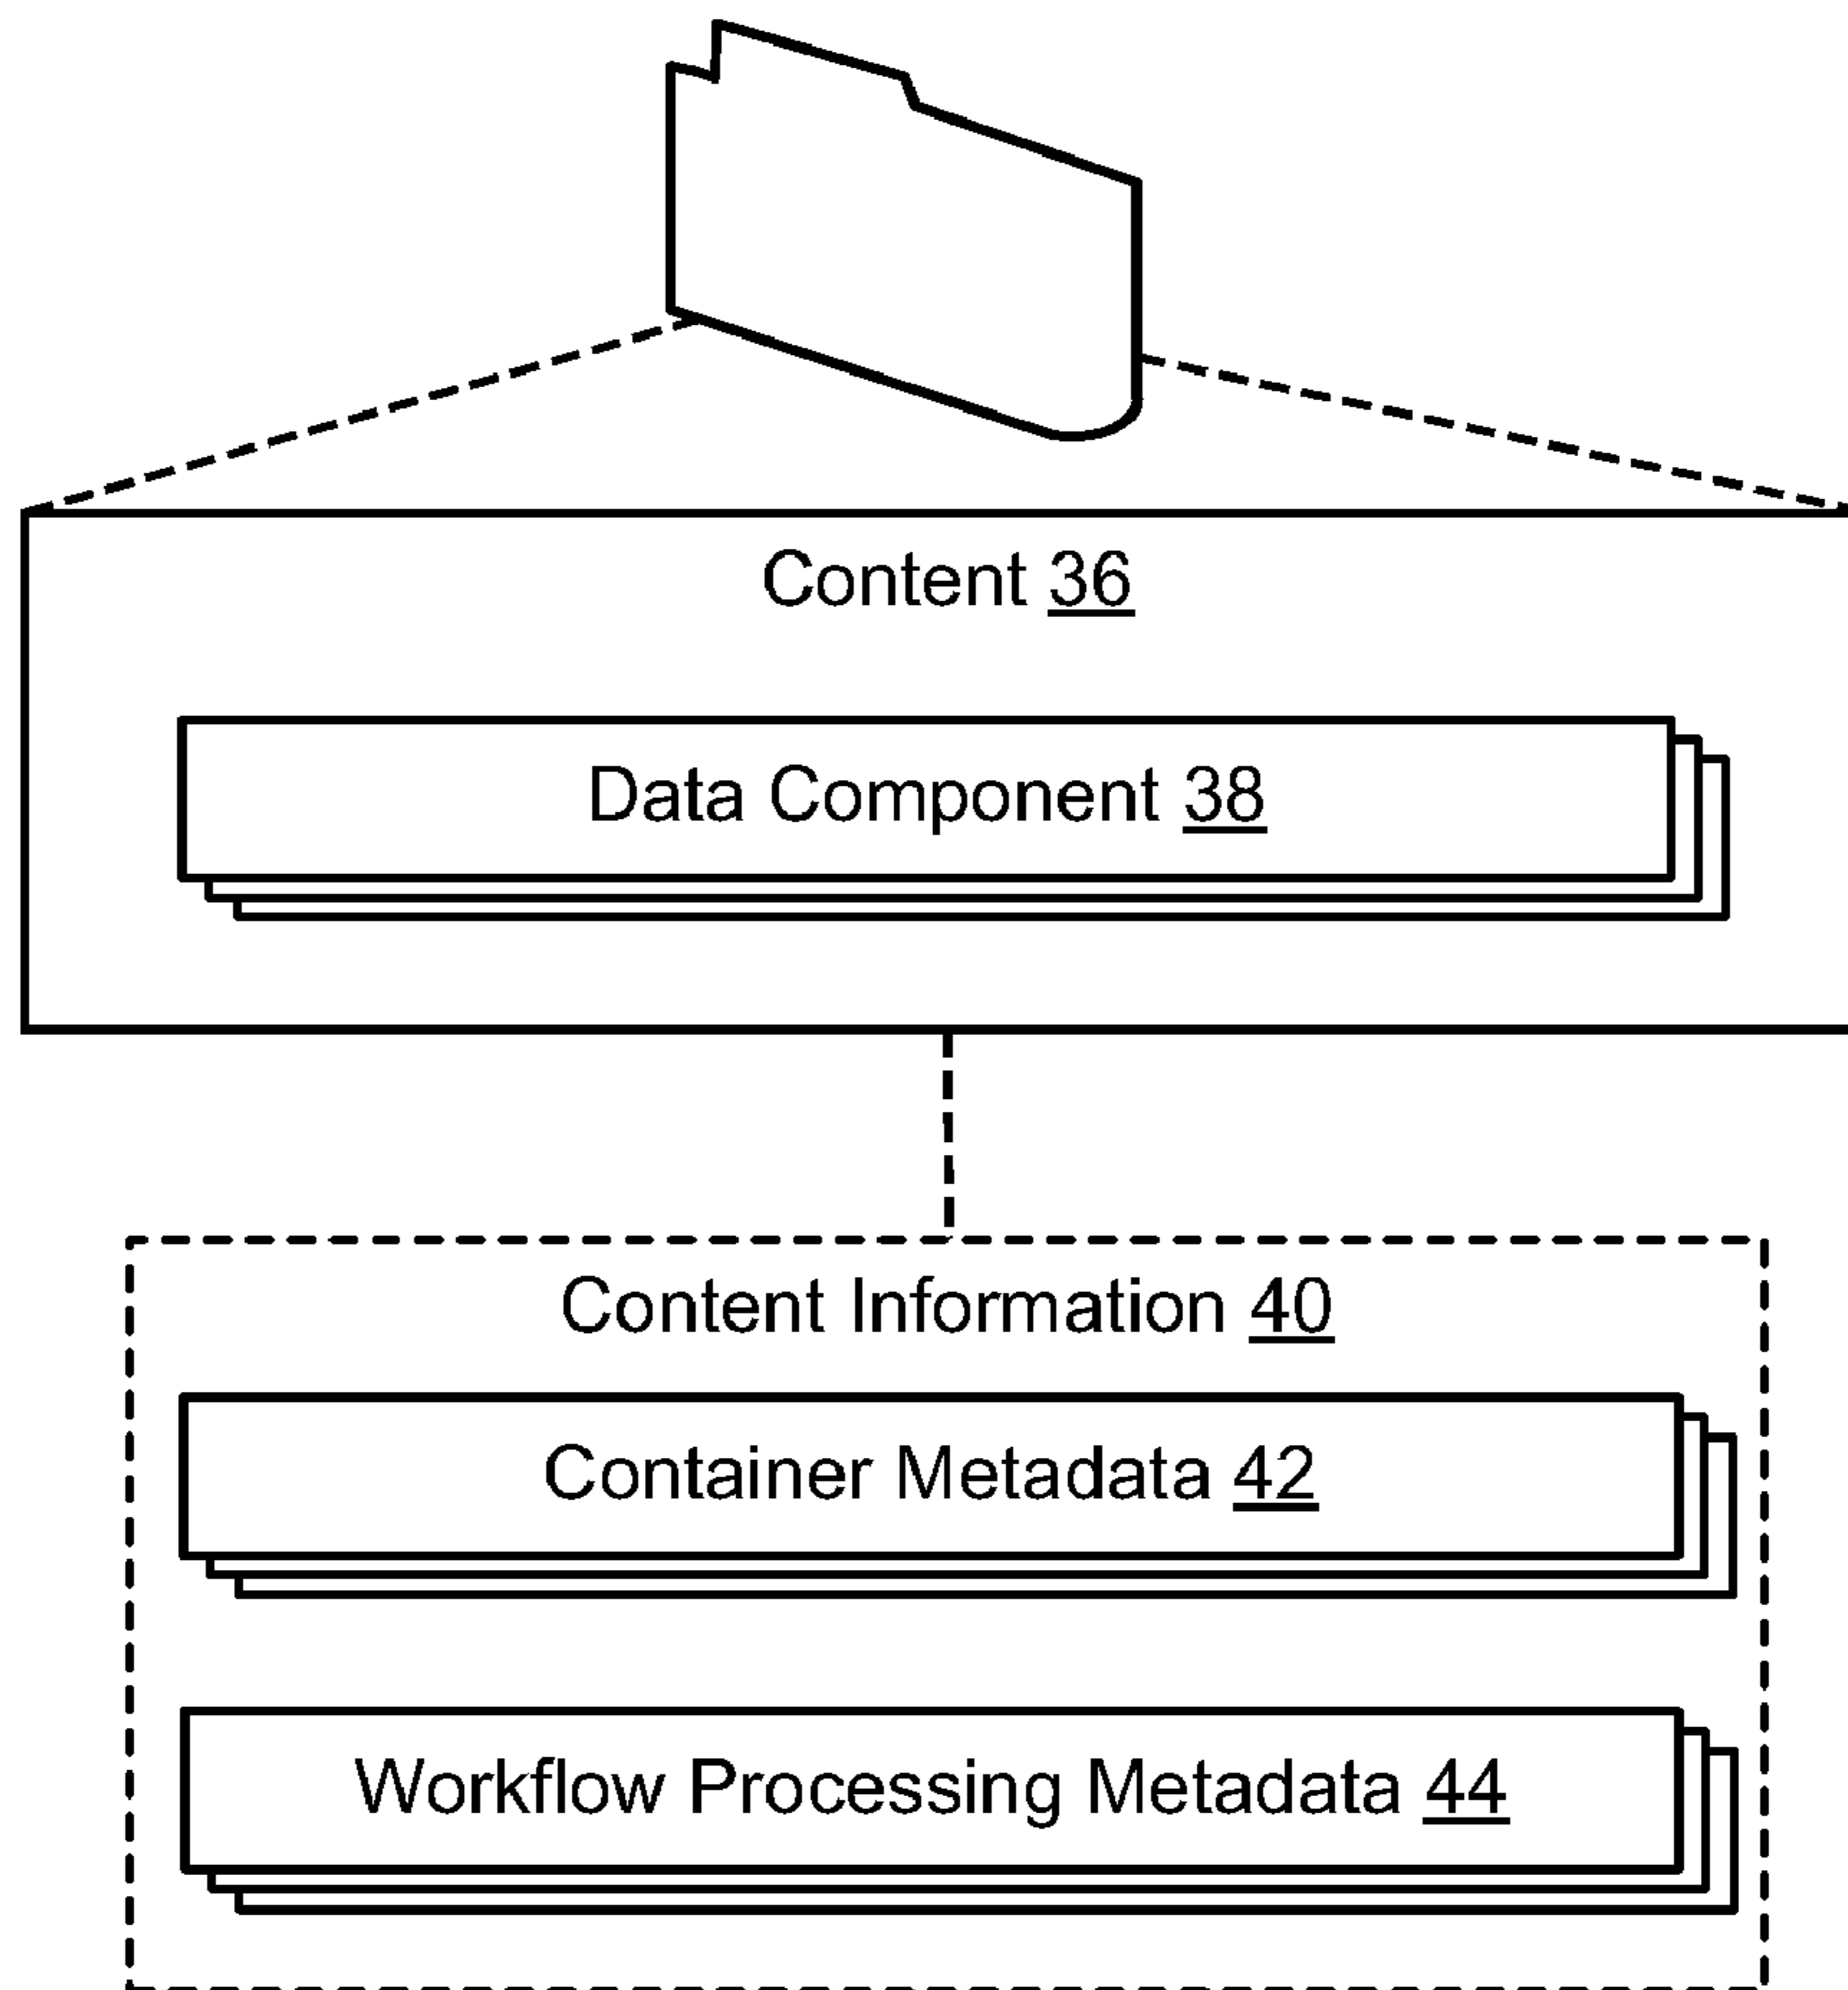 Content 36
Data Component 38
Content Information 40
Container Metadata 42
Workflow Processing Metadata 44